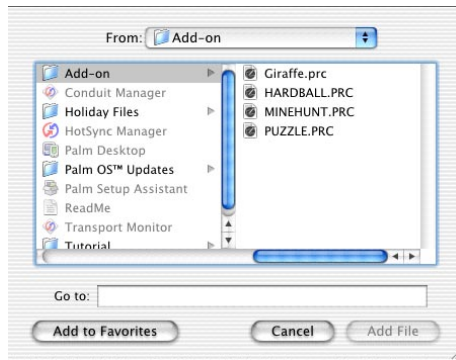 From: Add-on
Add-on
Conduit Manager
Holiday Files
HotSync Manager
Palm Desktop
Palm OS™ Updates
Palm Setup Assistant
ReadMe
Transport Monitor
Tutorial
Giraffe.prc
HARDBALL.PRC
MINEHUNT.PRC
PUZZLE.PRC
Go to:
Add to Favorites Cancel Add File